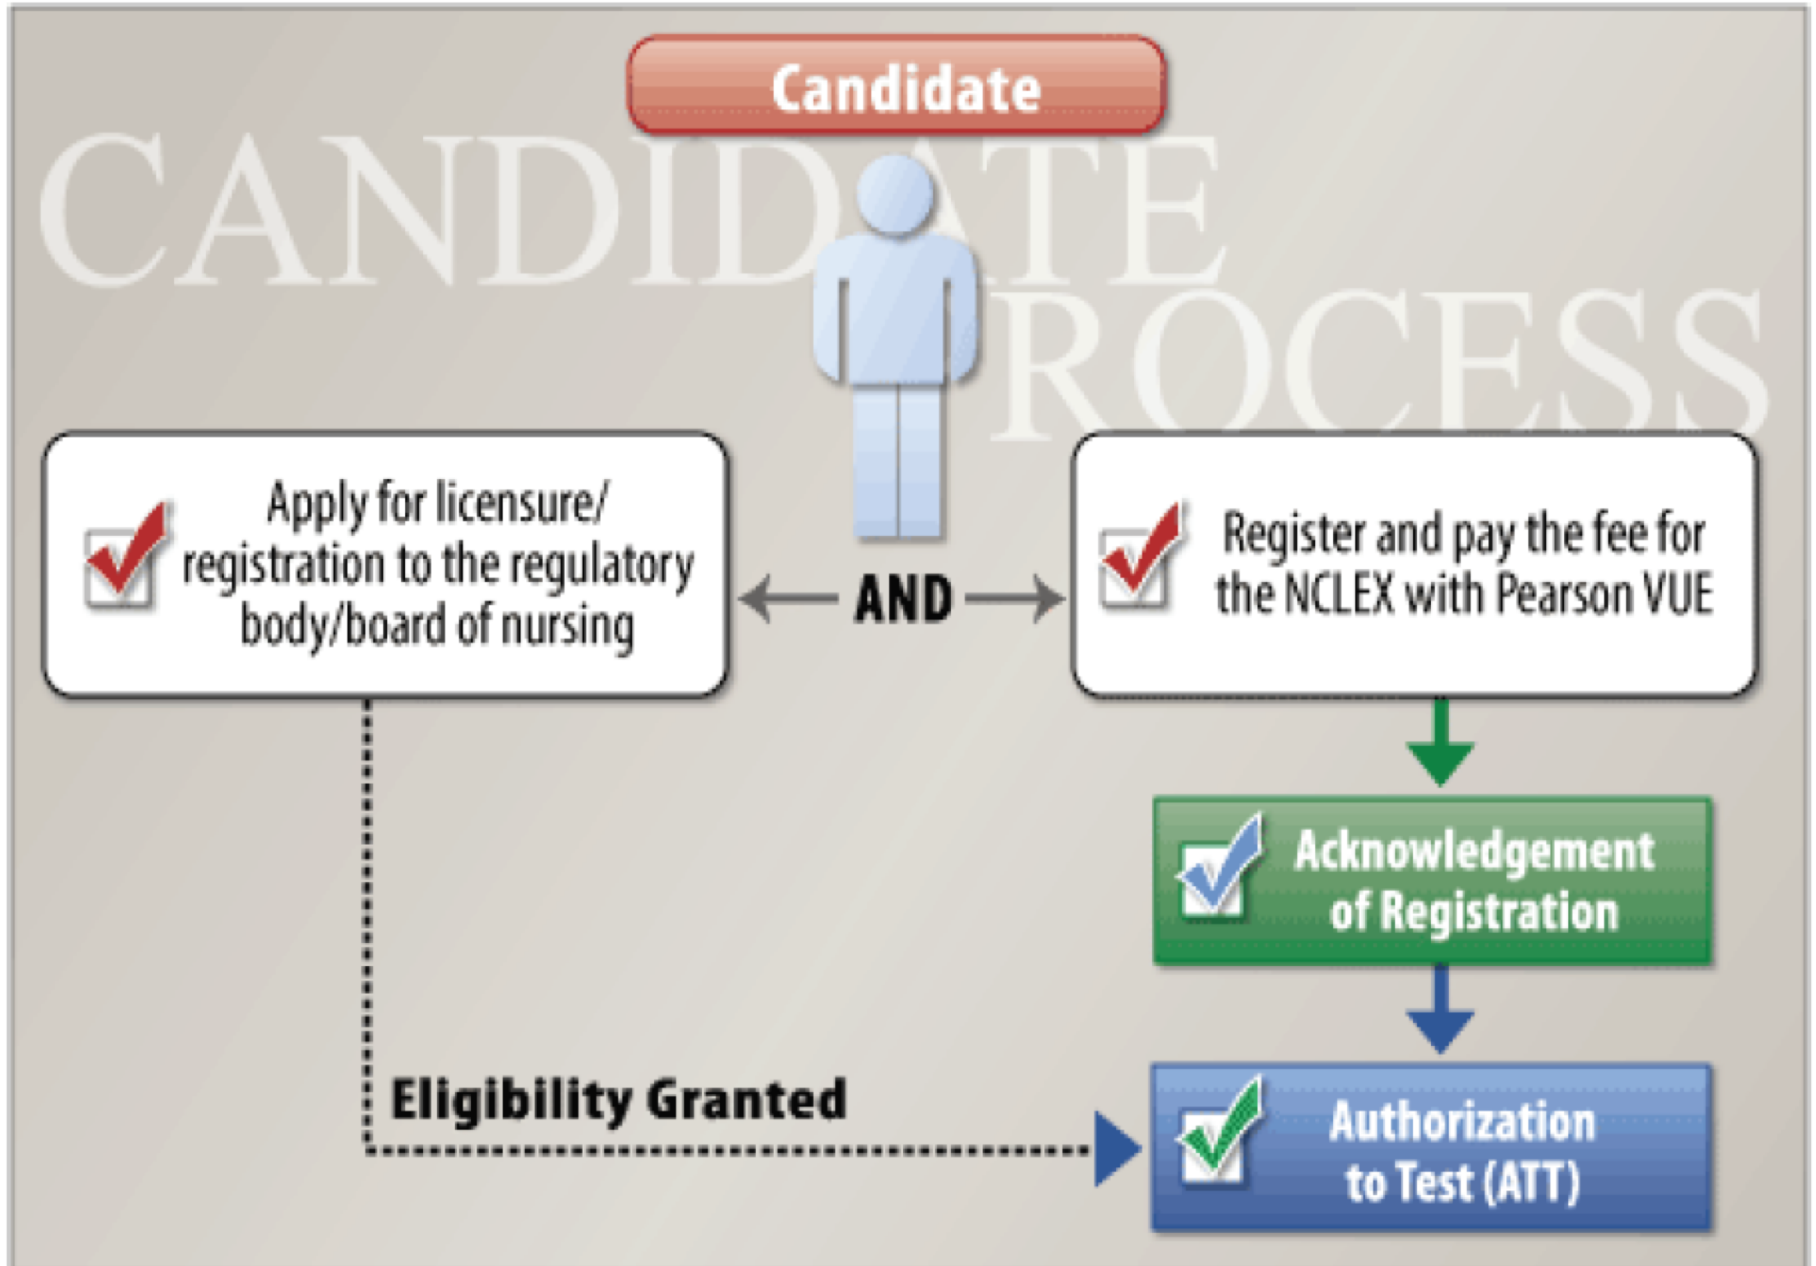 Candidate
CANDIDATE
PROCESS
Apply for licensure/
registration to the regulatory
body/board of nursing
AND
Register and pay the fee for
the NCLEX with Pearson VUE
Acknowledgement
of Registration
Eligibility Granted
Authorization
to Test (ATT)